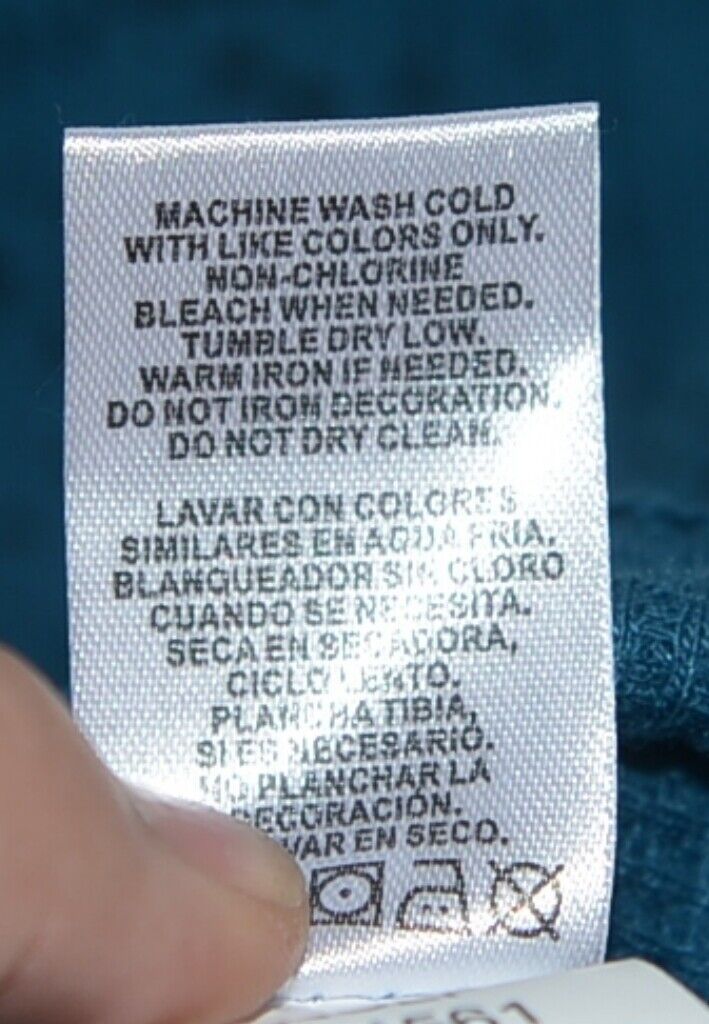 MACHINE WASH COLD
WITH LIKE COLORS ONLY.
NON-CHLORINE
BLEACH WHEN NEEDED.
TUMBLE DRY LOW.
WARM IRON IF NEEDED.
DO NOT IRON DECORATION.
DO NOT DRY CLEAN.
LAVAR CON COLORES
SIMILARES EN AGUA FRIA.
BLANQUEADOR SIN CLORO
CUANDO SE NECESITA.
SECA EN SECADORA,
CICLO LENTO.
PLANCHA TIBIA,
SI ES NECESARIO.
NO PLANCHAR LA
DECORACIÓN.
EN SECO.